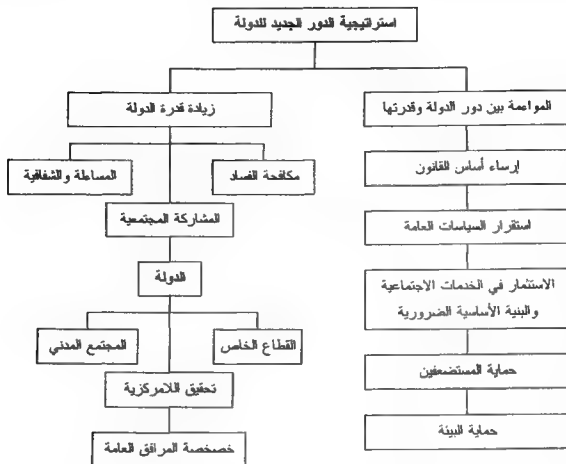 استراتيجية الدور الجديد للدولة
المواءمة بين دور الدولة وقدرتها
إرساء أساس القانون
استقرار السياسات العامة
الاستثمار في الخدمات الاجتماعية
والبنية الأساسية الضرورية
حماية المستضعفين
حماية البيئة
زيادة قدرة الدولة
مكافحة الفساد
المساءلة والشفافية
المشاركة المجتمعية
الدولة
القطاع الخاص
المجتمع المدني
تحقيق اللامركزية
خصخصة المرافق العامة